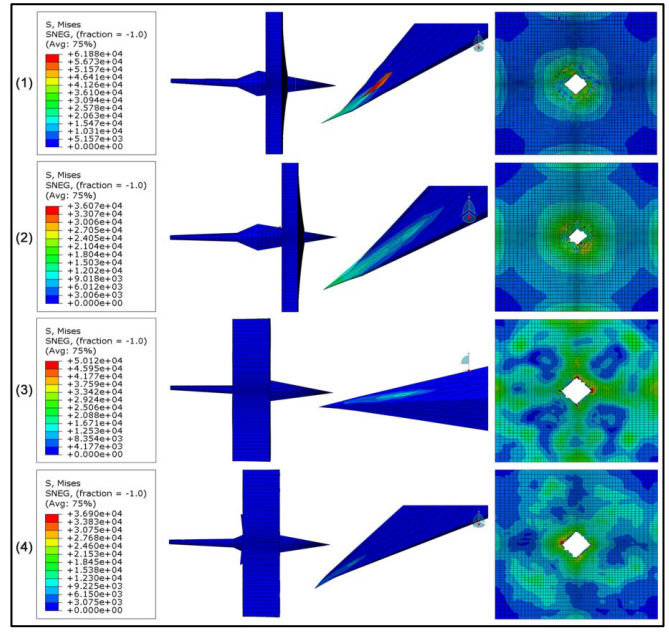 (1)
S, Mises
SNEG, (fraction = -1.0)
(Avg: 75%)
+6.188e+04
+5.673e+04
+5.157e+04
+4.641e+04
+4.126e+04
+3.610e+04
+3.094e+04
+2.578e+04
+2.063e+04
+1.547e+04
+1.031e+04
+5.157e+03
+0.000e+00
(2)
S, Mises
SNEG, (fraction = -1.0)
(Avg: 75%)
+3.607e+04
+3.307e+04
+3.006e+04
+2.705e+04
+2.405e+04
+2.104e+04
+1.804e+04
+1.503e+04
+1.202e+04
+9.018e+03
+6.012e+03
+3.006e+03
+0.000e+00
(3)
S, Mises
SNEG, (fraction = -1.0)
(Avg: 75%)
+5.012e+04
+4.595e+04
+4.177e+04
+3.759e+04
+3.342e+04
+2.924e+04
+2.506e+04
+2.088e+04
+1.671e+04
+1.253e+04
+8.354e+03
+4.177e+03
+0.000e+00
(4)
S, Mises
SNEG, (fraction = -1.0)
(Avg: 75%)
+3.690e+04
+3.383e+04
+3.075e+04
+2.768e+04
+2.460e+04
+2.153e+04
+1.845e+04
+1.538e+04
+1.230e+04
+9.225e+03
+6.150e+03
+3.075e+03
+0.000e+00